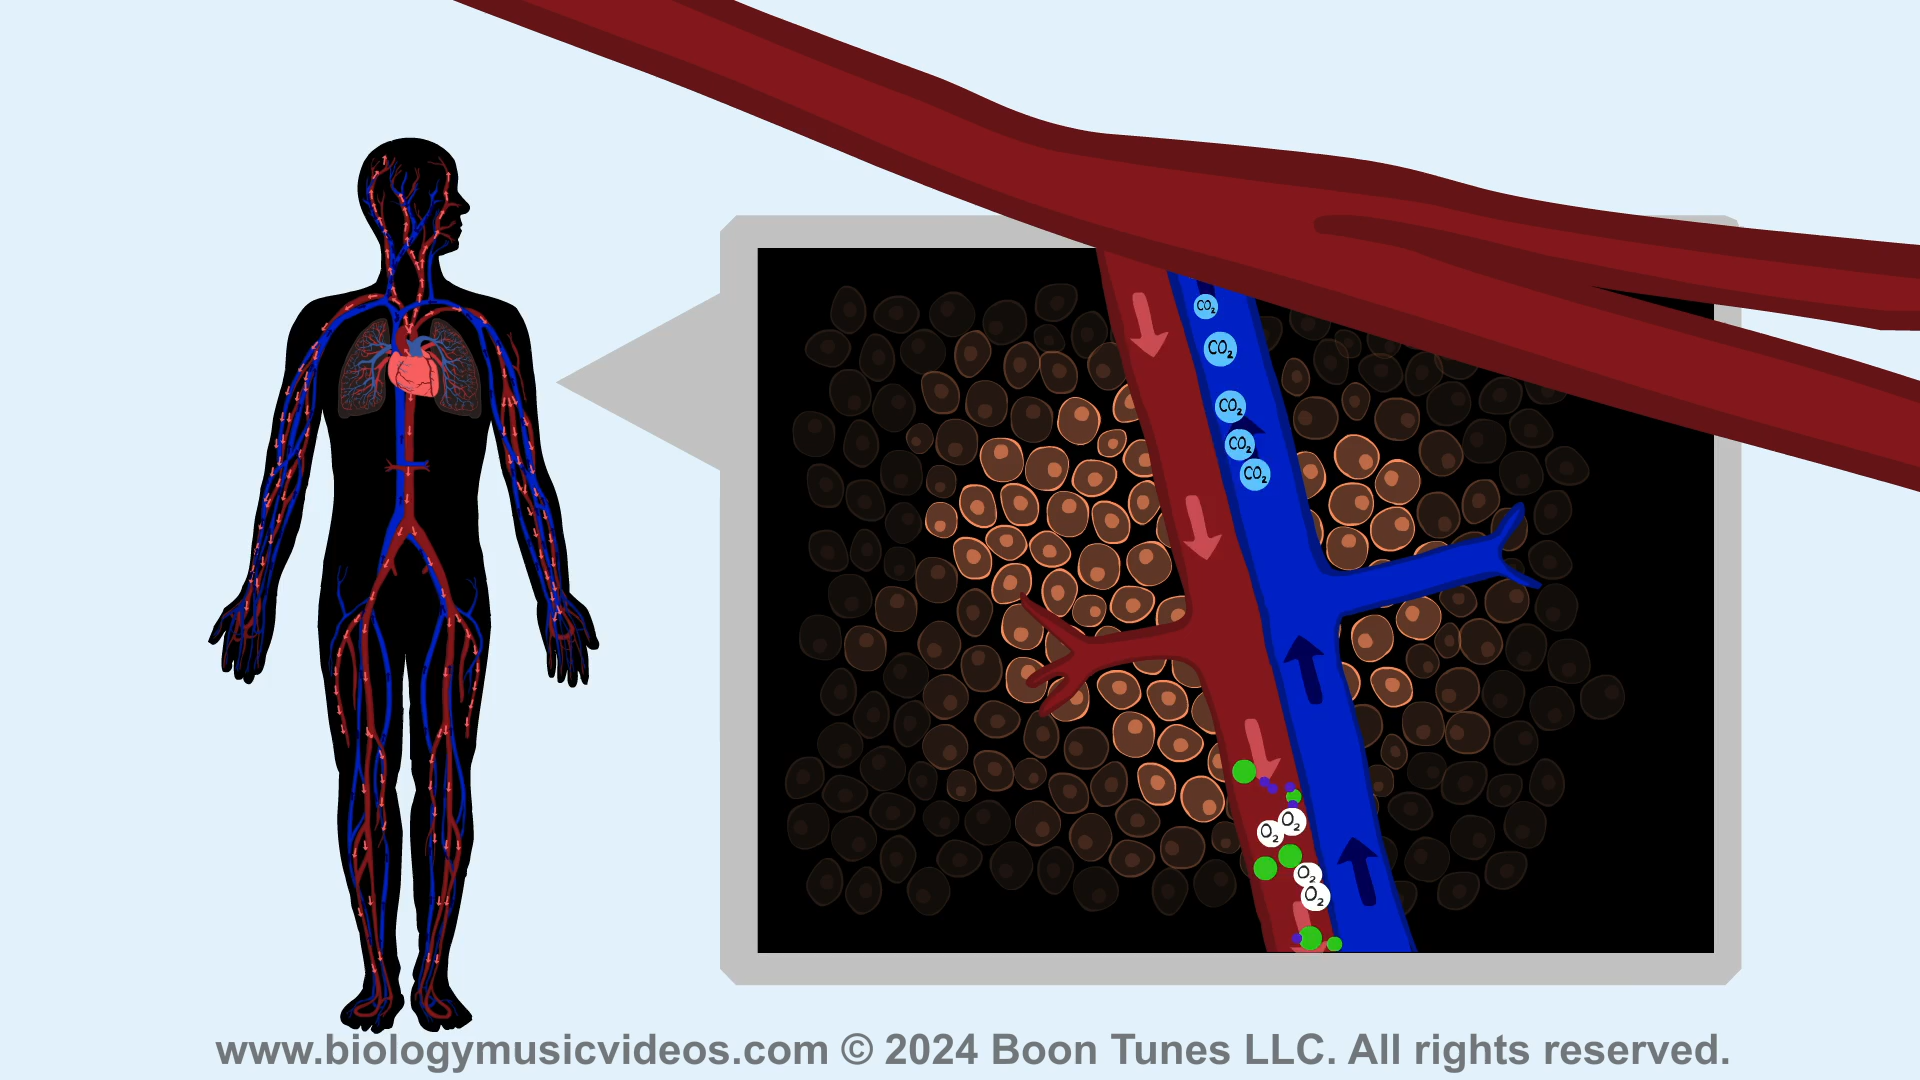 CO₂
CO₂
CO₂
CO₂
CO₂
O₂
O₂
O₂
O₂
www.biologymusicvideos.com © 2024 Boon Tunes LLC. All rights reserved.